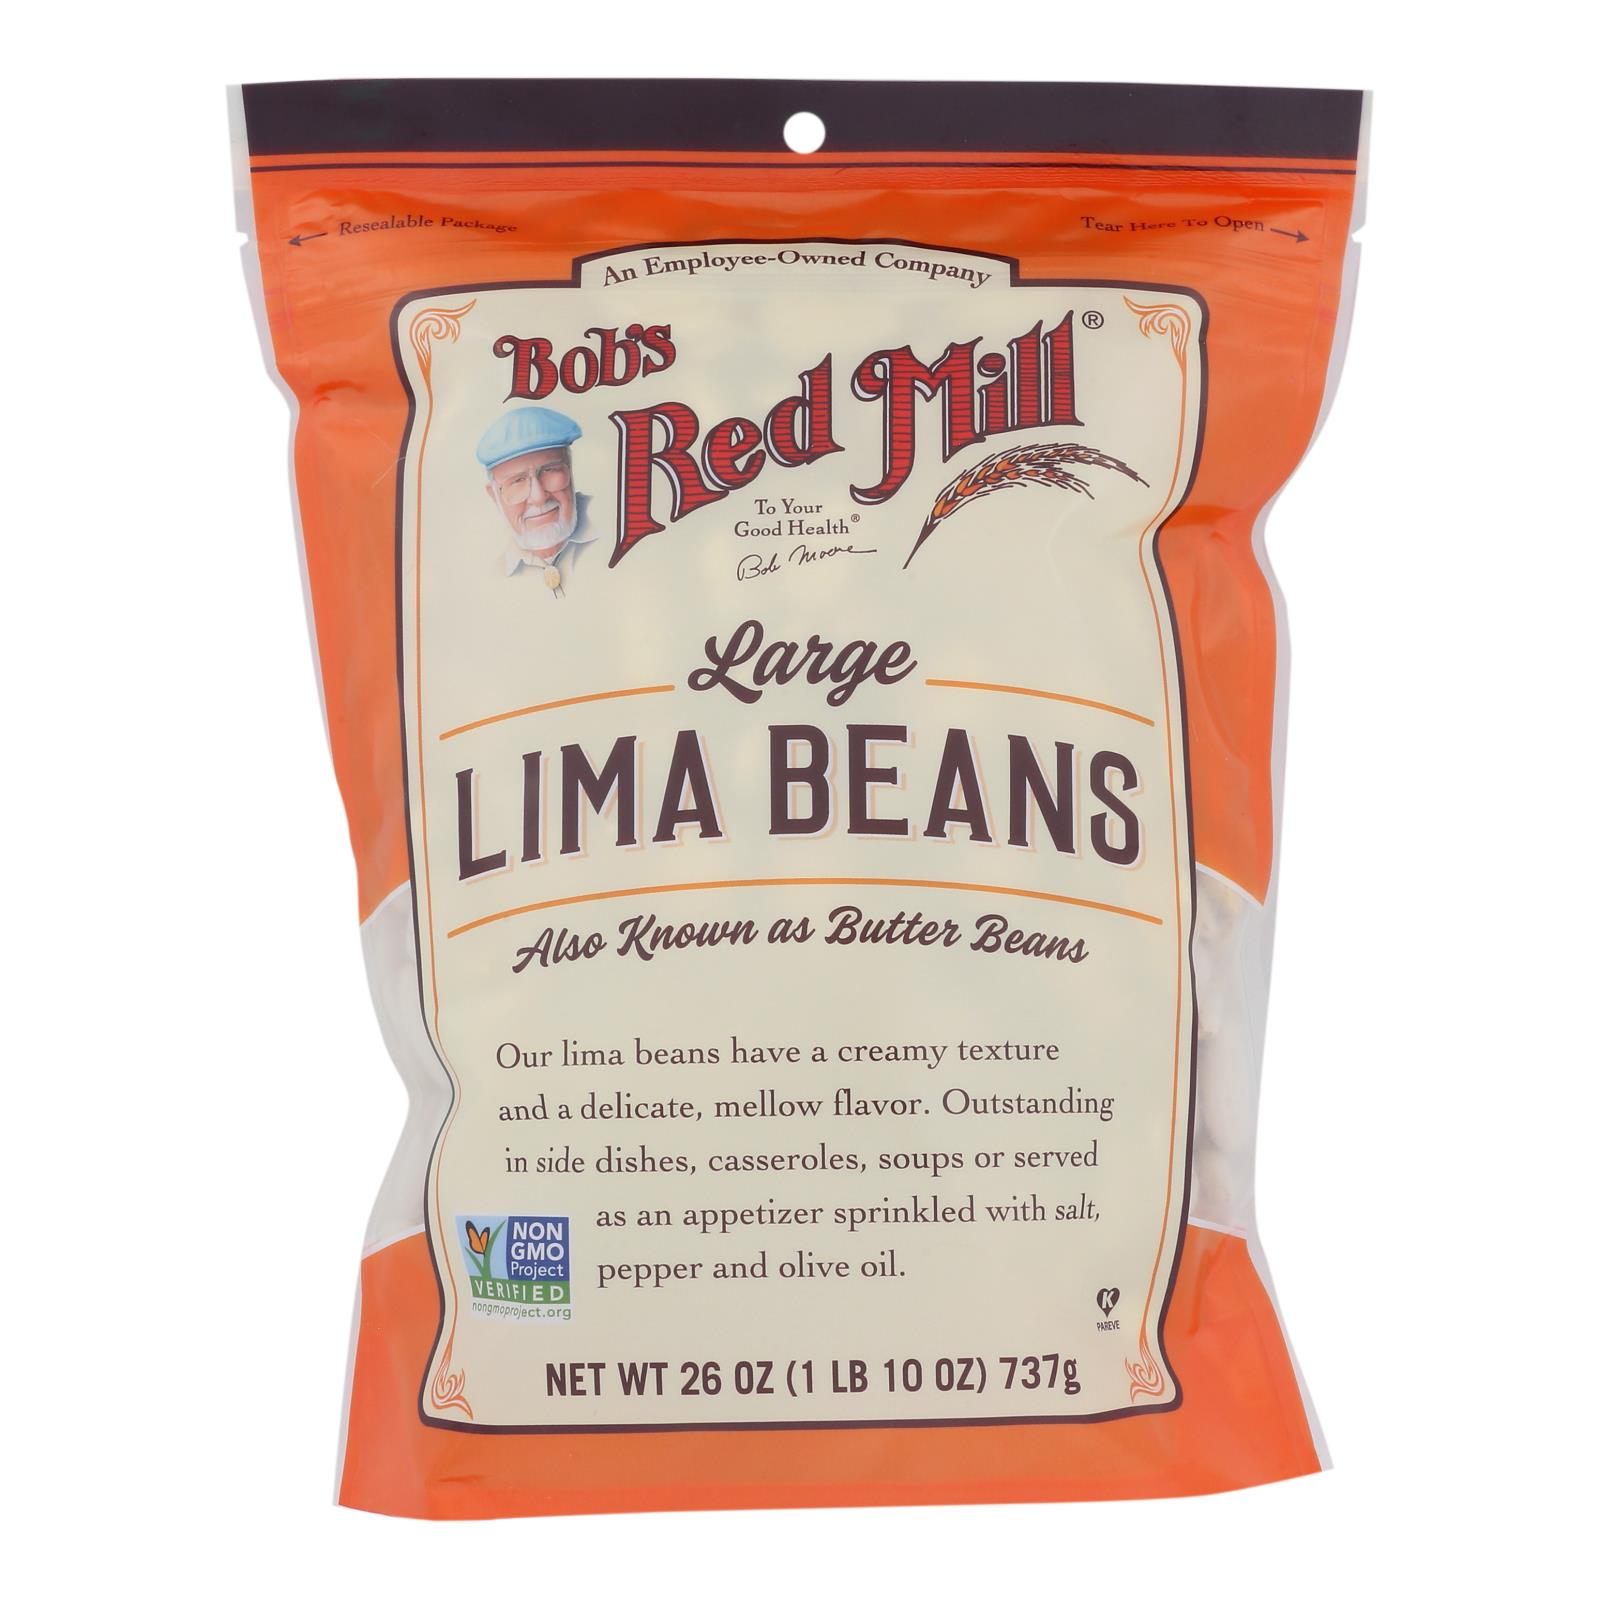 ← Resealable Package
Tear Here To Open →
An Employee-Owned Company
Bob's
Red Mill®
To Your
Good Health®
Bob Moore
Large
LIMA BEANS
Also Known as Butter Beans
Our lima beans have a creamy texture
and a delicate, mellow flavor. Outstanding
in side dishes, casseroles, soups or served
as an appetizer sprinkled with salt,
pepper and olive oil.
NON
GMO
Project
VERIFIED
nongmoproject.org
K
PAREVE
NET WT 26 OZ (1 LB 10 OZ) 737g